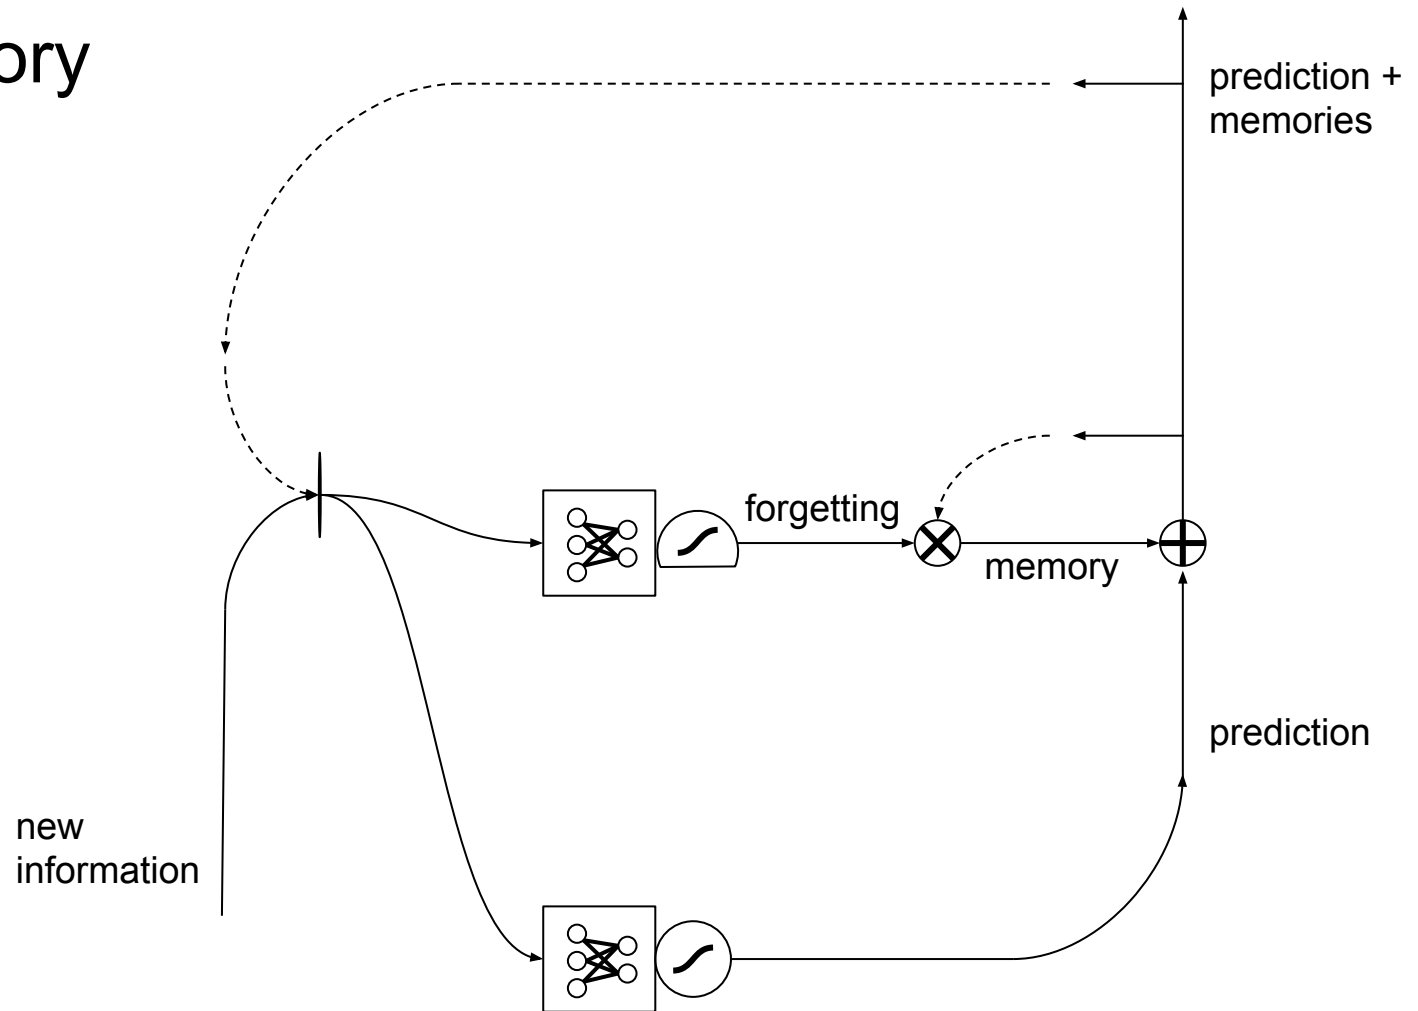 ory
prediction +
memories
forgetting
memory
prediction
new
information